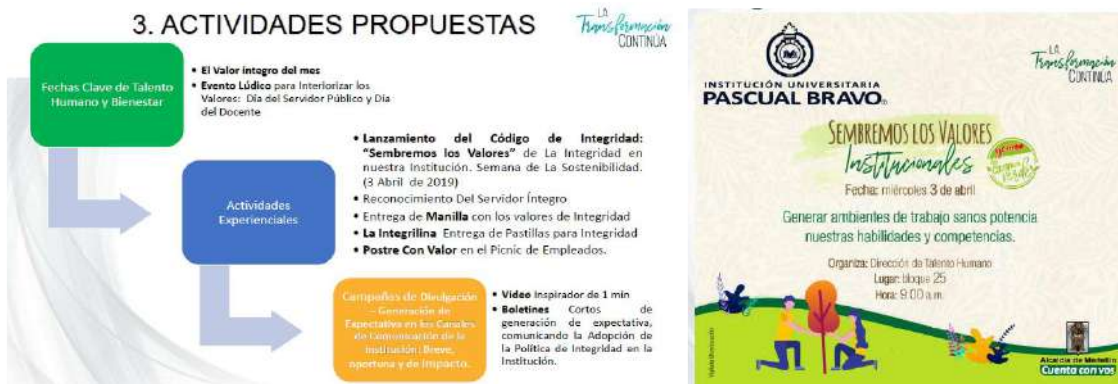 3. ACTIVIDADES PROPUESTAS
LA
Transformación
CONTINÚA
Fechas Clave de Talento
Humano y Bienestar
• El Valor íntegro del mes
• Evento Lúdico para Interiorizar los
Valores: Día del Servidor Público y Día
del Docente
Actividades
Experienciales
• Lanzamiento del Código de Integridad:
"Sembremos los Valores" de La Integridad en
nuestra Institución. Semana de La Sostenibilidad.
(3 Abril de 2019)
• Reconocimiento Del Servidor Íntegro
• Entrega de Manilla con los valores de Integridad
• La Integrilina Entrega de Pastillas para Integridad
• Postre Con Valor en el Picnic de Empleados.
Campañas de Divulgación
– Generación de
Expectativa en los Canales
de Comunicación de la
institución: Breve,
oportuna y de impacto.
• Video Inspirador de 1 min
• Boletines Cortos de
generación de expectativa,
comunicando la Adopción de
la Política de Integridad en la
Institución.
INSTITUCIÓN UNIVERSITARIA
PASCUAL BRAVO
LA
Transformación
CONTINÚA
SEMBREMOS LOS VALORES
Institucionales
Fecha: miércoles 3 de abril
Generar ambientes de trabajo sanos potencia
nuestras habilidades y competencias.
Organiza: Dirección de Talento Humano
Lugar: bloque 25
Hora: 9:00 a.m.
Alcaldía de Medellín
Cuenta con vos